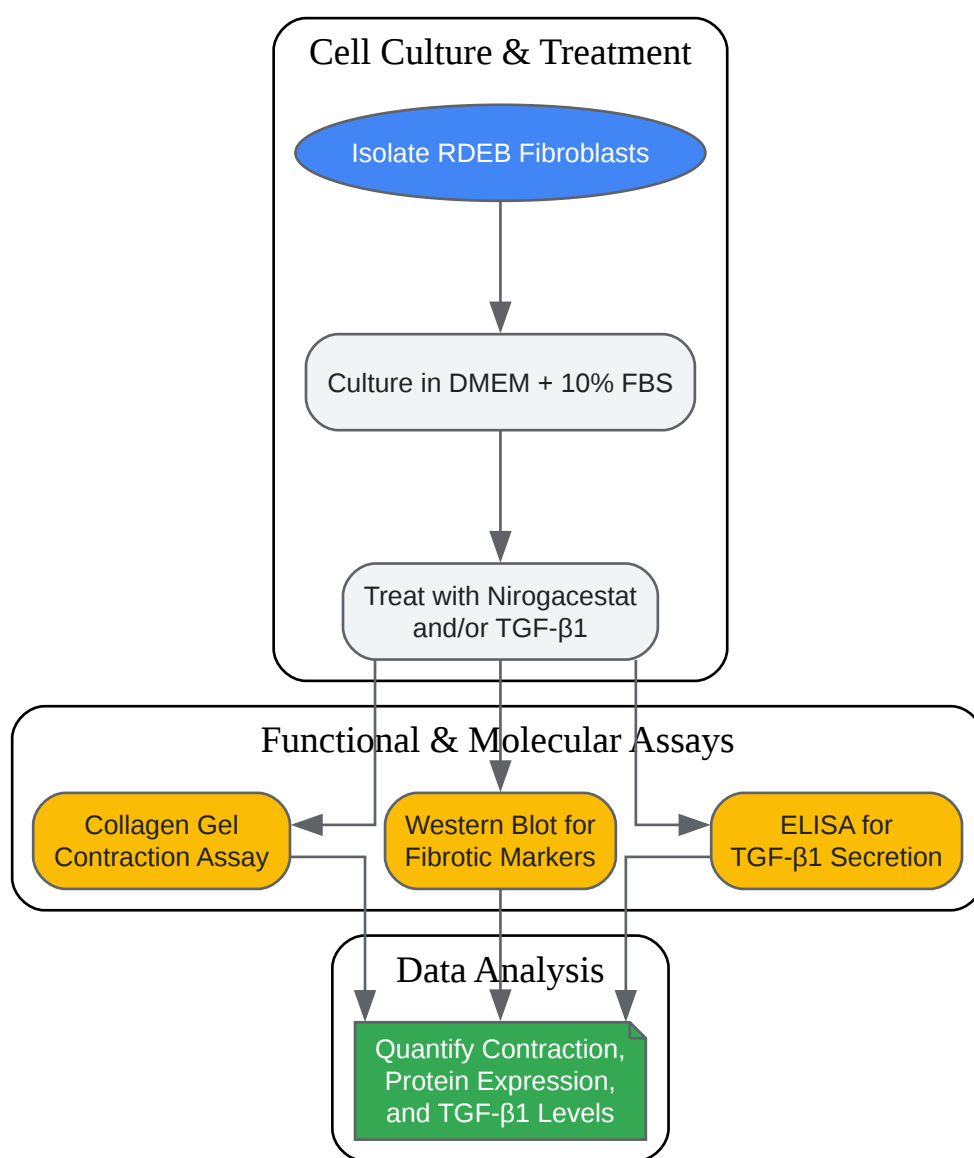 Cell Culture & Treatment
Isolate RDEB Fibroblasts
Culture in DMEM + 10% FBS
Treat with Nirogacestat
and/or TGF-β1
Functional & Molecular Assays
Collagen Gel
Contraction Assay
Western Blot for
Fibrotic Markers
ELISA for
TGF-β1 Secretion
Data Analysis
Quantify Contraction,
Protein Expression,
and TGF-β1 Levels